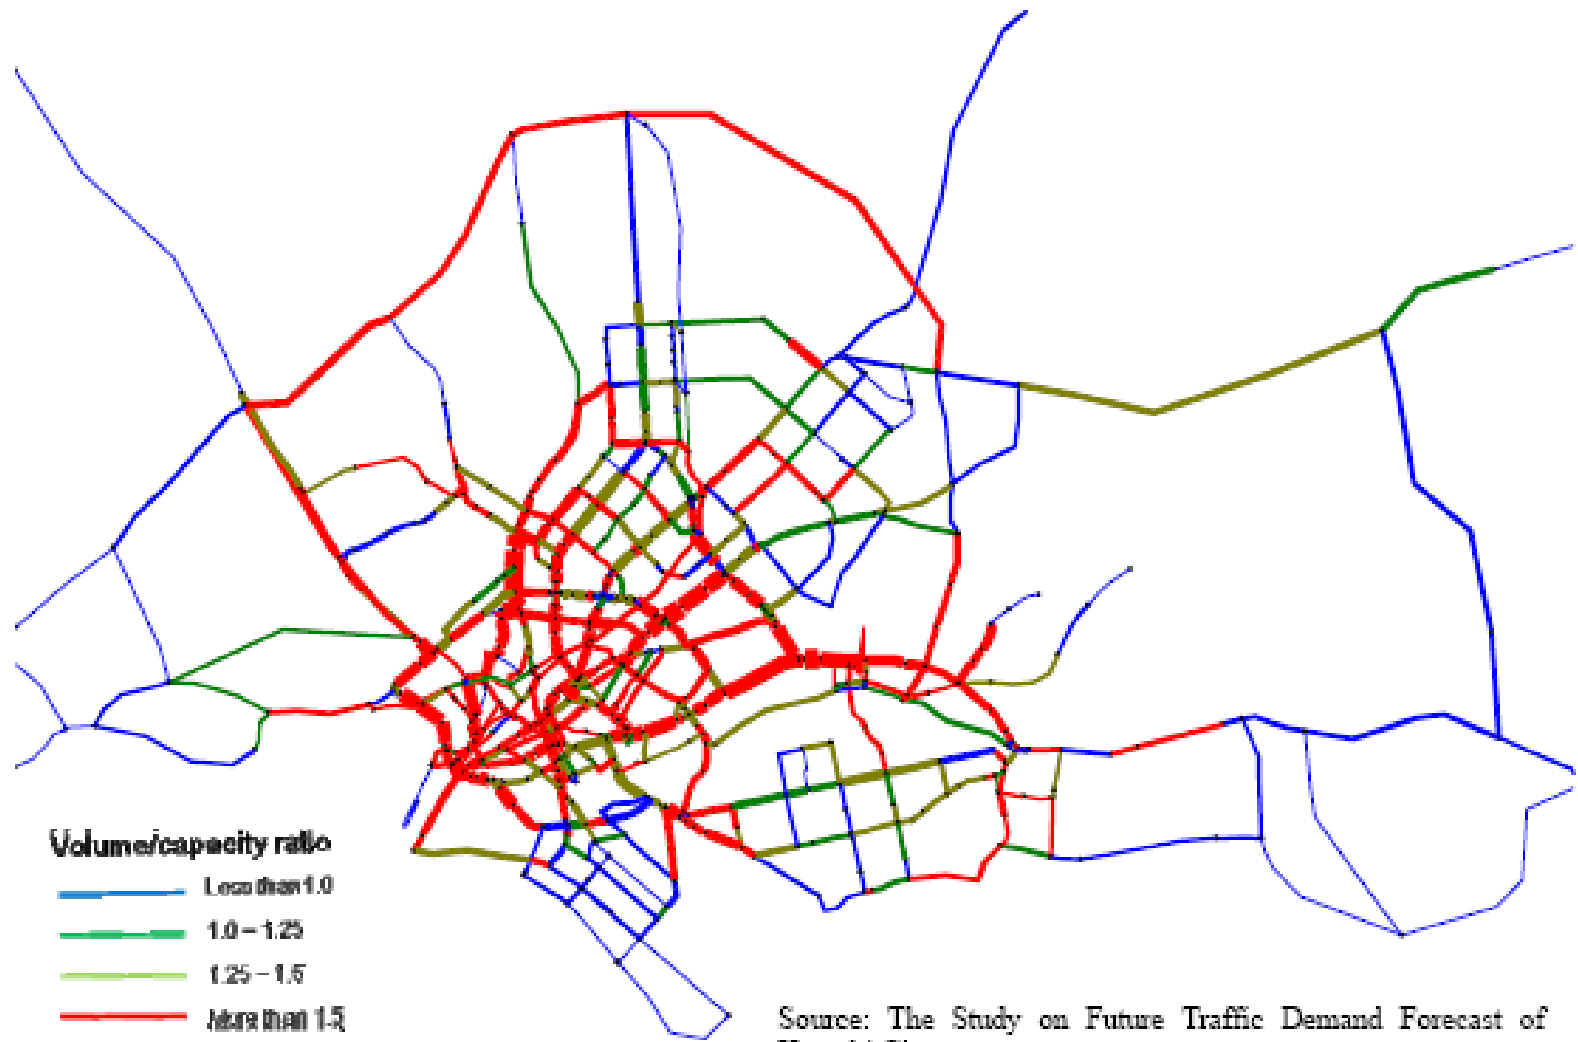 Volume/capacity ratio
Less than 1.0
1.0 – 1.25
1.25 – 1.5
More than 1.5
Source: The Study on Future Traffic Demand Forecast of